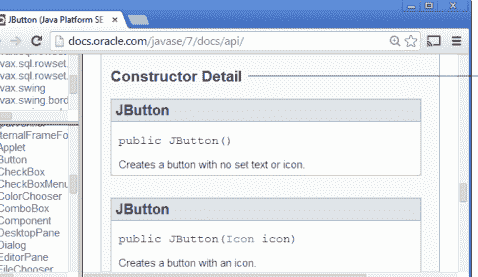 JButton (Java Platform SE
docs.oracle.com/javase/7/docs/api/
vax.sql.rowset.
vax.sql.rowset.
vax.swing
vax.swing.bord
ternalFrameFo
Applet
Button
CheckBox
CheckBoxMenu
ColorChooser
ComboBox
Component
DesktopPane
Dialog
EditorPane
FileChooser
Constructor Detail
JButton
public JButton()
Creates a button with no set text or icon.
JButton
public JButton(Icon icon)
Creates a button with an icon.